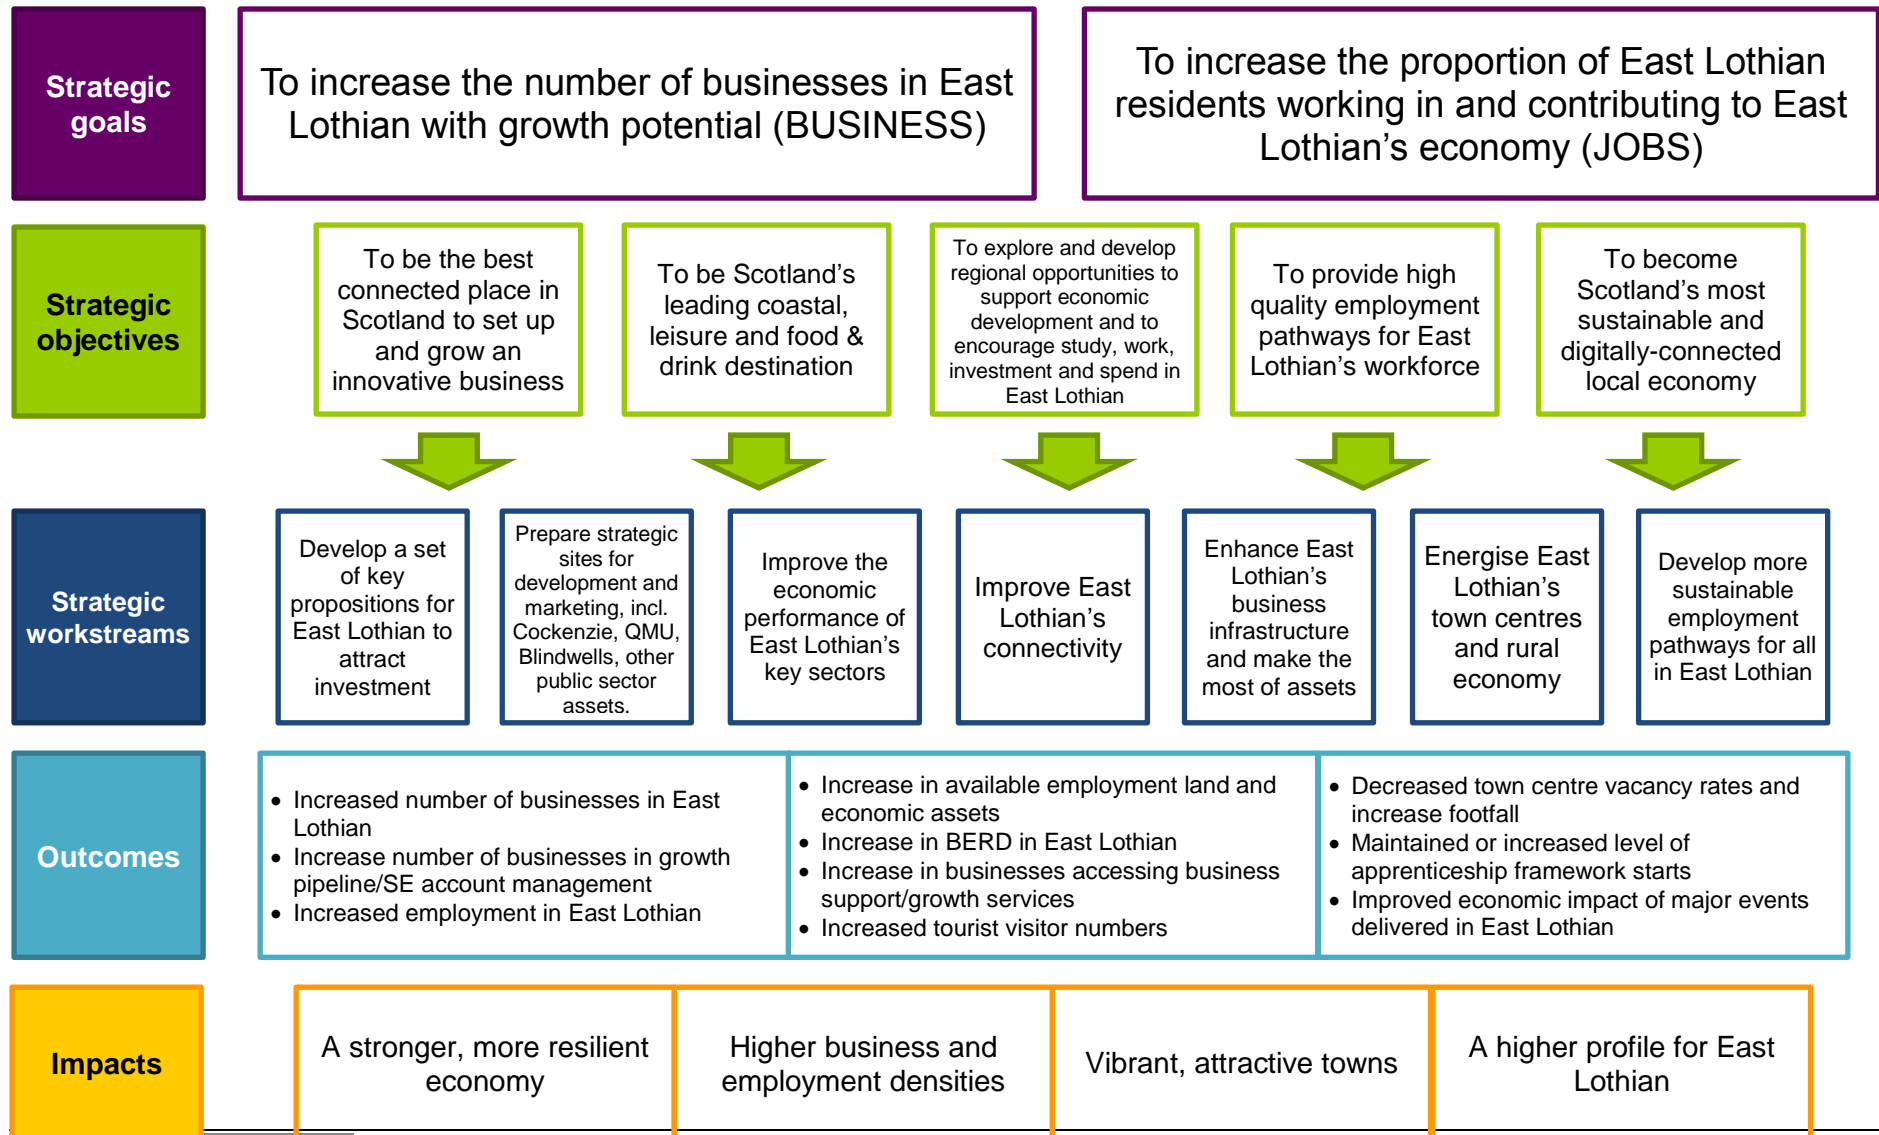 Strategic
goals
To increase the number of businesses in East
Lothian with growth potential (BUSINESS)
To increase the proportion of East Lothian
residents working in and contributing to East
Lothian’s economy (JOBS)
Strategic
objectives
To be the best
connected place in
Scotland to set up
and grow an
innovative business
To be Scotland’s
leading coastal,
leisure and food &
drink destination
To explore and develop
regional opportunities to
support economic
development and to
encourage study, work,
investment and spend in
East Lothian
To provide high
quality employment
pathways for East
Lothian’s workforce
To become
Scotland’s most
sustainable and
digitally-connected
local economy
Strategic
workstreams
Develop a set
of key
propositions for
East Lothian to
attract
investment
Prepare strategic
sites for
development and
marketing, incl.
Cockenzie, QMU,
Blindwells, other
public sector
assets.
Improve the
economic
performance of
East Lothian’s
key sectors
Improve East
Lothian’s
connectivity
Enhance East
Lothian’s
business
infrastructure
and make the
most of assets
Energise East
Lothian’s
town centres
and rural
economy
Develop more
sustainable
employment
pathways for all
in East Lothian
Outcomes
• Increased number of businesses in East
Lothian
• Increase number of businesses in growth
pipeline/SE account management
• Increased employment in East Lothian
• Increase in available employment land and
economic assets
• Increase in BERD in East Lothian
• Increase in businesses accessing business
support/growth services
• Increased tourist visitor numbers
• Decreased town centre vacancy rates and
increase footfall
• Maintained or increased level of
apprenticeship framework starts
• Improved economic impact of major events
delivered in East Lothian
Impacts
A stronger, more resilient
economy
Higher business and
employment densities
Vibrant, attractive towns
A higher profile for East
Lothian